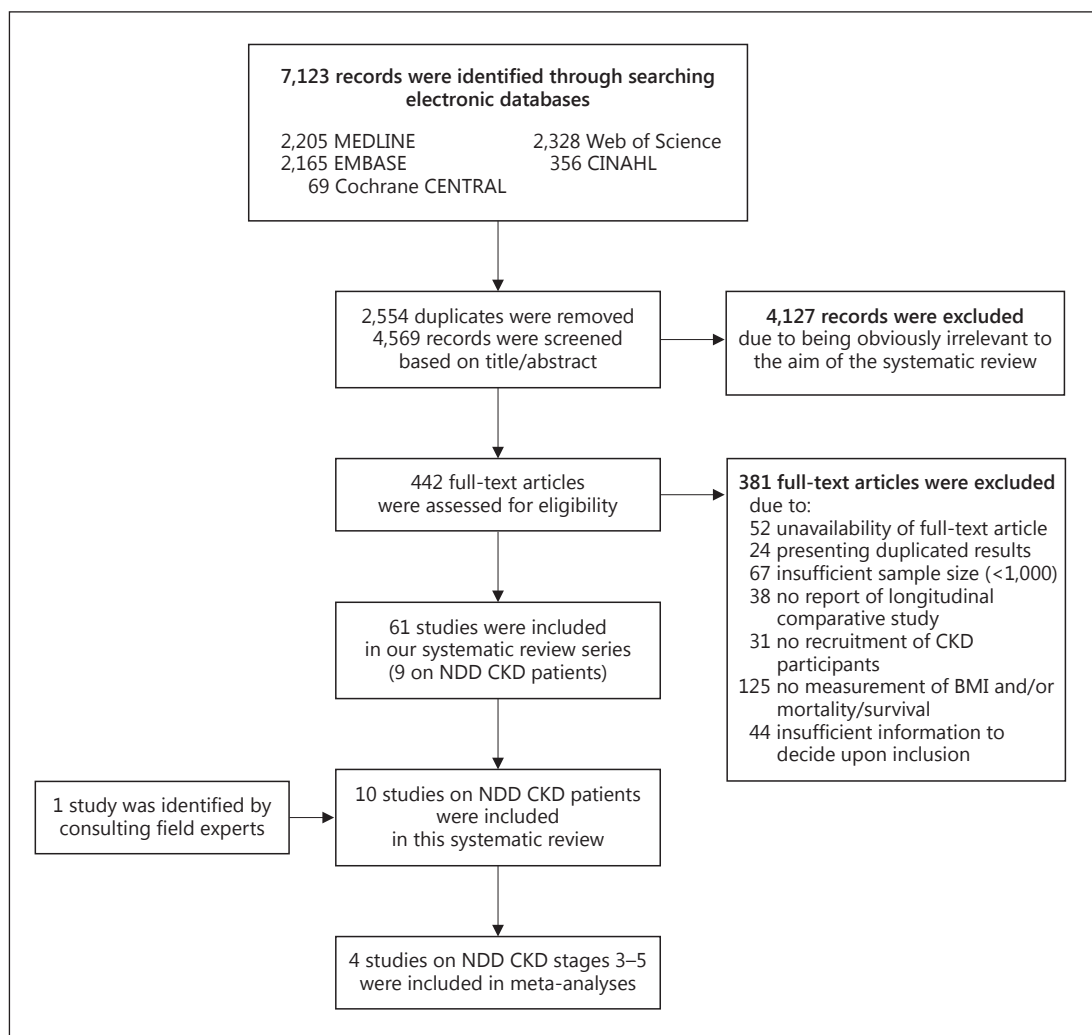 7,123 records were identified through searching
electronic databases
2,205 MEDLINE
2,328 Web of Science
2,165 EMBASE
356 CINAHL
69 Cochrane CENTRAL
2,554 duplicates were removed
4,569 records were screened
based on title/abstract
4,127 records were excluded
due to being obviously irrelevant to
the aim of the systematic review
442 full-text articles
were assessed for eligibility
381 full-text articles were excluded
due to:
52 unavailability of full-text article
24 presenting duplicated results
67 insufficient sample size (<1,000)
38 no report of longitudinal
comparative study
31 no recruitment of CKD
participants
125 no measurement of BMI and/or
mortality/survival
44 insufficient information to
decide upon inclusion
61 studies were included
in our systematic review series
(9 on NDD CKD patients)
1 study was identified by
consulting field experts
10 studies on NDD CKD patients
were included
in this systematic review
4 studies on NDD CKD stages 3–5
were included in meta-analyses